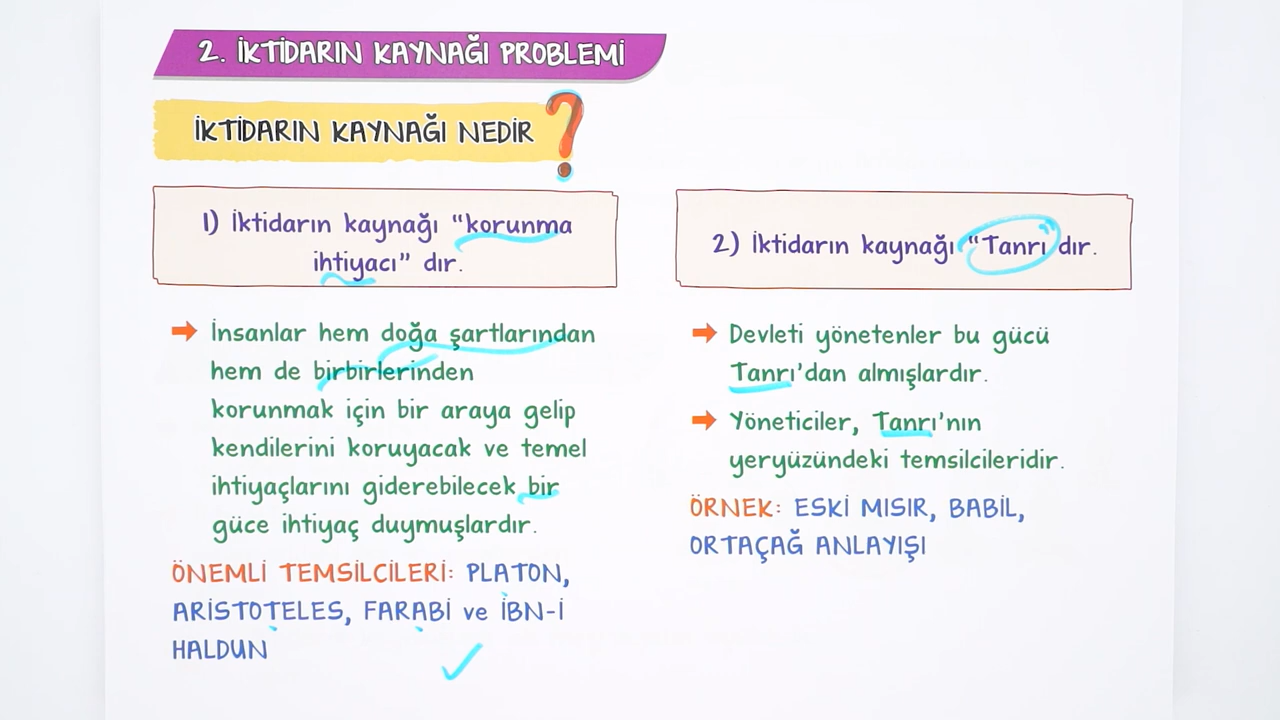 2. İKTİDARIN KAYNAĞI PROBLEMİ
İKTİDARIN KAYNAĞI NEDİR ?
1) İktidarın kaynağı “korunma
ihtiyacı” dır.
→ İnsanlar hem doğa şartlarından
hem de birbirlerinden
korunmak için bir araya gelip
kendilerini koruyacak ve temel
ihtiyaçlarını giderebilecek bir
güce ihtiyaç duymuşlardır.
ÖNEMLİ TEMSİLCİLERİ: PLATON,
ARİSTOTELES, FARABİ ve İBN-İ
HALDUN
2) İktidarın kaynağı “Tanrı”dır.
→ Devleti yönetenler bu gücü
Tanrı’dan almışlardır.
→ Yöneticiler, Tanrı’nın
yeryüzündeki temsilcileridir.
ÖRNEK: ESKİ MISIR, BABİL,
ORTAÇAĞ ANLAYIŞI